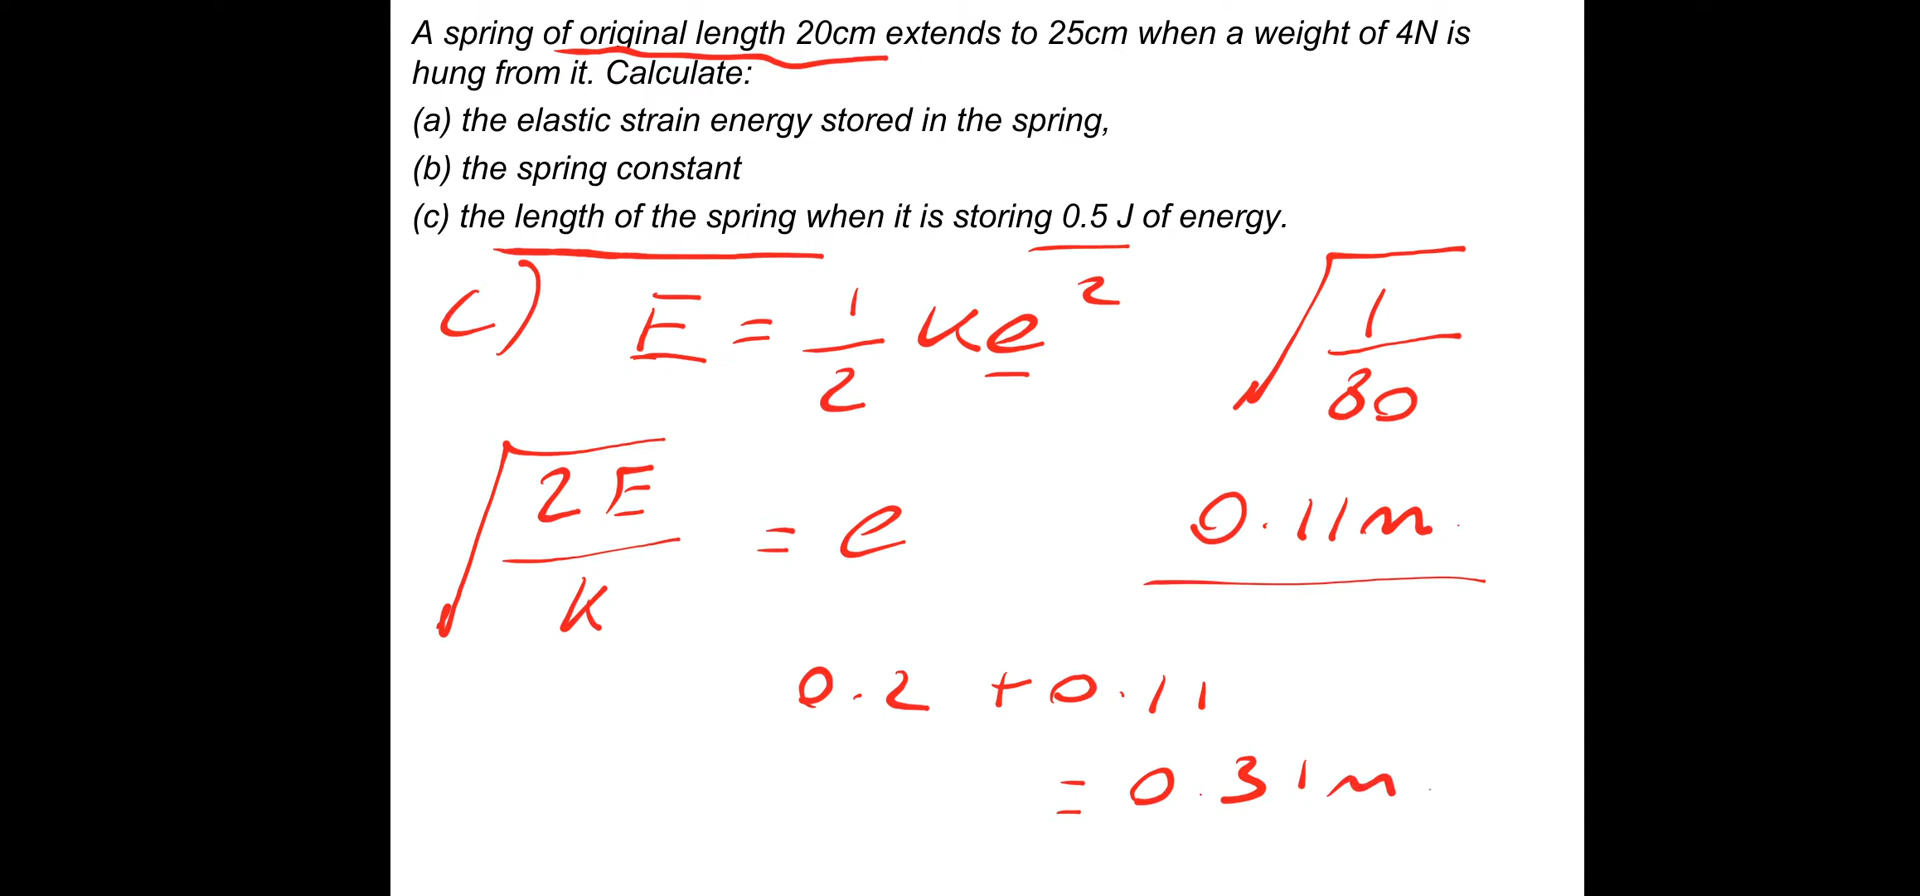 A spring of original length 20cm extends to 25cm when a weight of 4N is
hung from it. Calculate:
(a) the elastic strain energy stored in the spring,
(b) the spring constant
(c) the length of the spring when it is storing 0.5 J of energy.
c) E = 1/2 ke²
√(1/80)
√(2E/k) = e
0.11m
0.2 + 0.11
= 0.31m